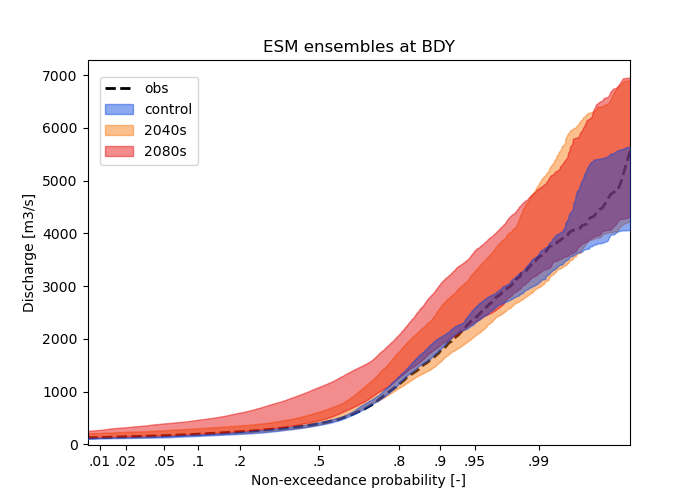 ESM ensembles at BDY
7000
6000
5000
4000
3000
2000
1000
0
Discharge [m3/s]
obs
control
2040s
2080s
.01 .02 .05 .1 .2 .5 .8 .9 .95 .99
Non-exceedance probability [-]